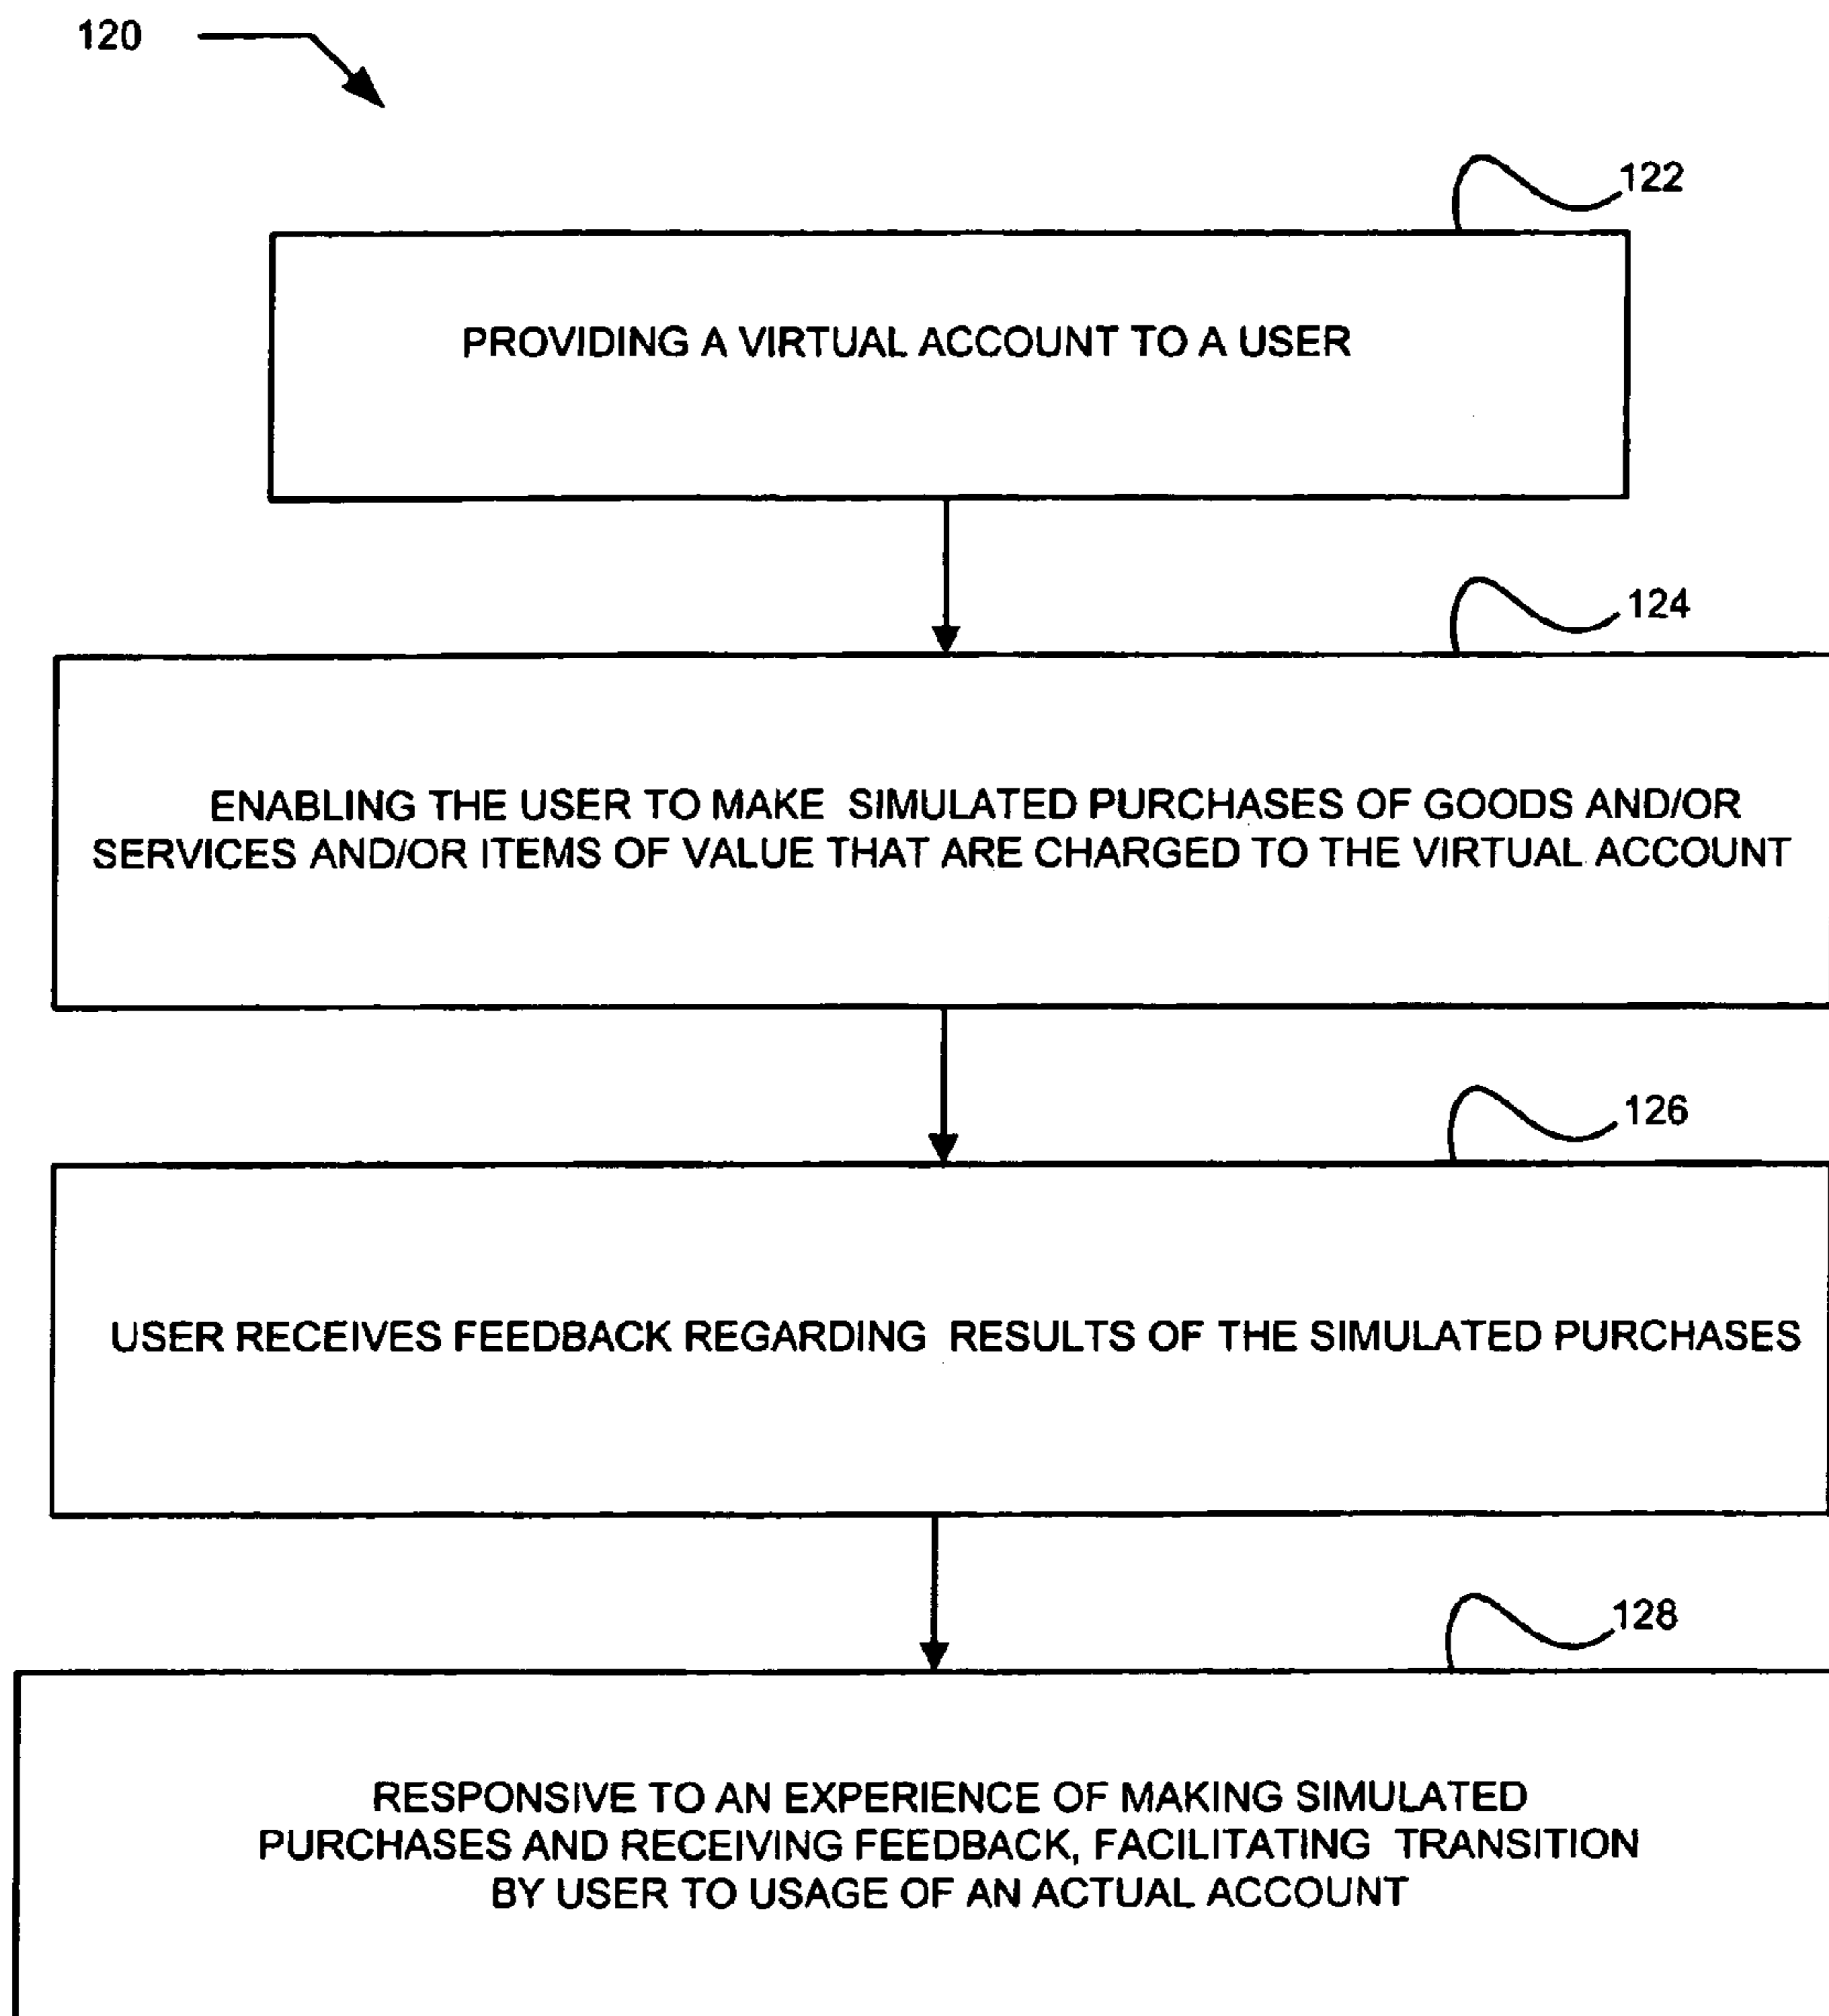 120
122
PROVIDING A VIRTUAL ACCOUNT TO A USER
124
ENABLING THE USER TO MAKE SIMULATED PURCHASES OF GOODS AND/OR
SERVICES AND/OR ITEMS OF VALUE THAT ARE CHARGED TO THE VIRTUAL ACCOUNT
126
USER RECEIVES FEEDBACK REGARDING RESULTS OF THE SIMULATED PURCHASES
128
RESPONSIVE TO AN EXPERIENCE OF MAKING SIMULATED
PURCHASES AND RECEIVING FEEDBACK, FACILITATING TRANSITION
BY USER TO USAGE OF AN ACTUAL ACCOUNT